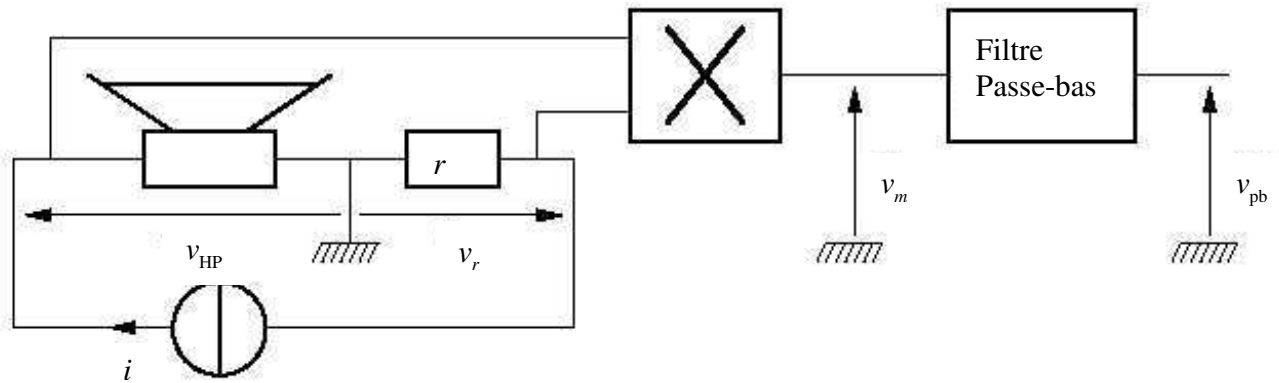 Filtre
Passe-bas
r
v_m
v_pb
v_HP
v_r
i